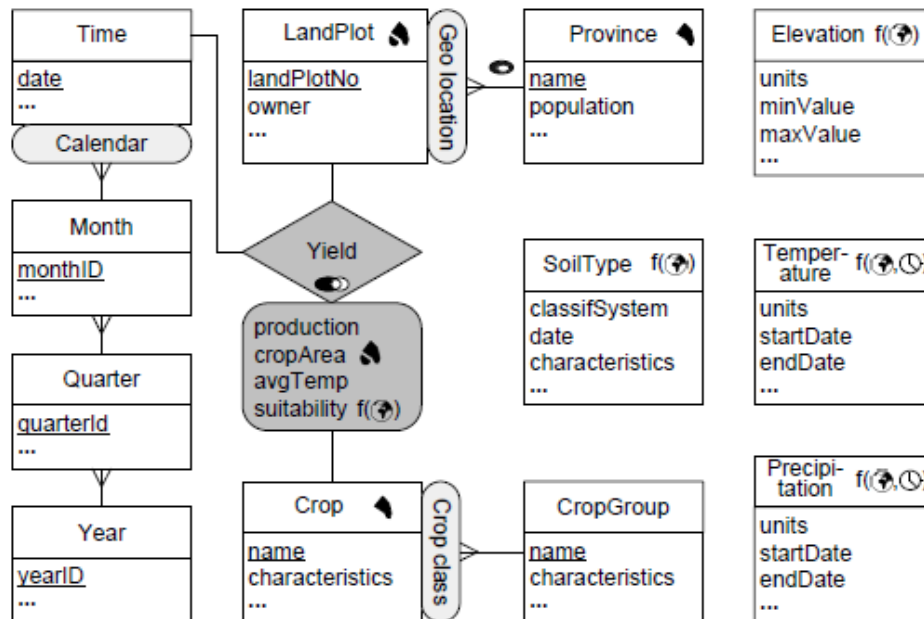 Time
date
...
Calendar
Month
monthID
...
Quarter
quarterId
...
Year
yearID
...
LandPlot
landPlotNo
owner
...
Geo location
Province
name
population
...
Yield
production
cropArea
avgTemp
suitability f( )
Crop
name
characteristics
...
Crop class
CropGroup
name
characteristics
...
SoilType f( )
classifSystem
date
characteristics
...
Elevation f( )
units
minValue
maxValue
...
Temper-
ature f( , )
units
startDate
endDate
...
Precipi-
tation f( , )
units
startDate
endDate
...